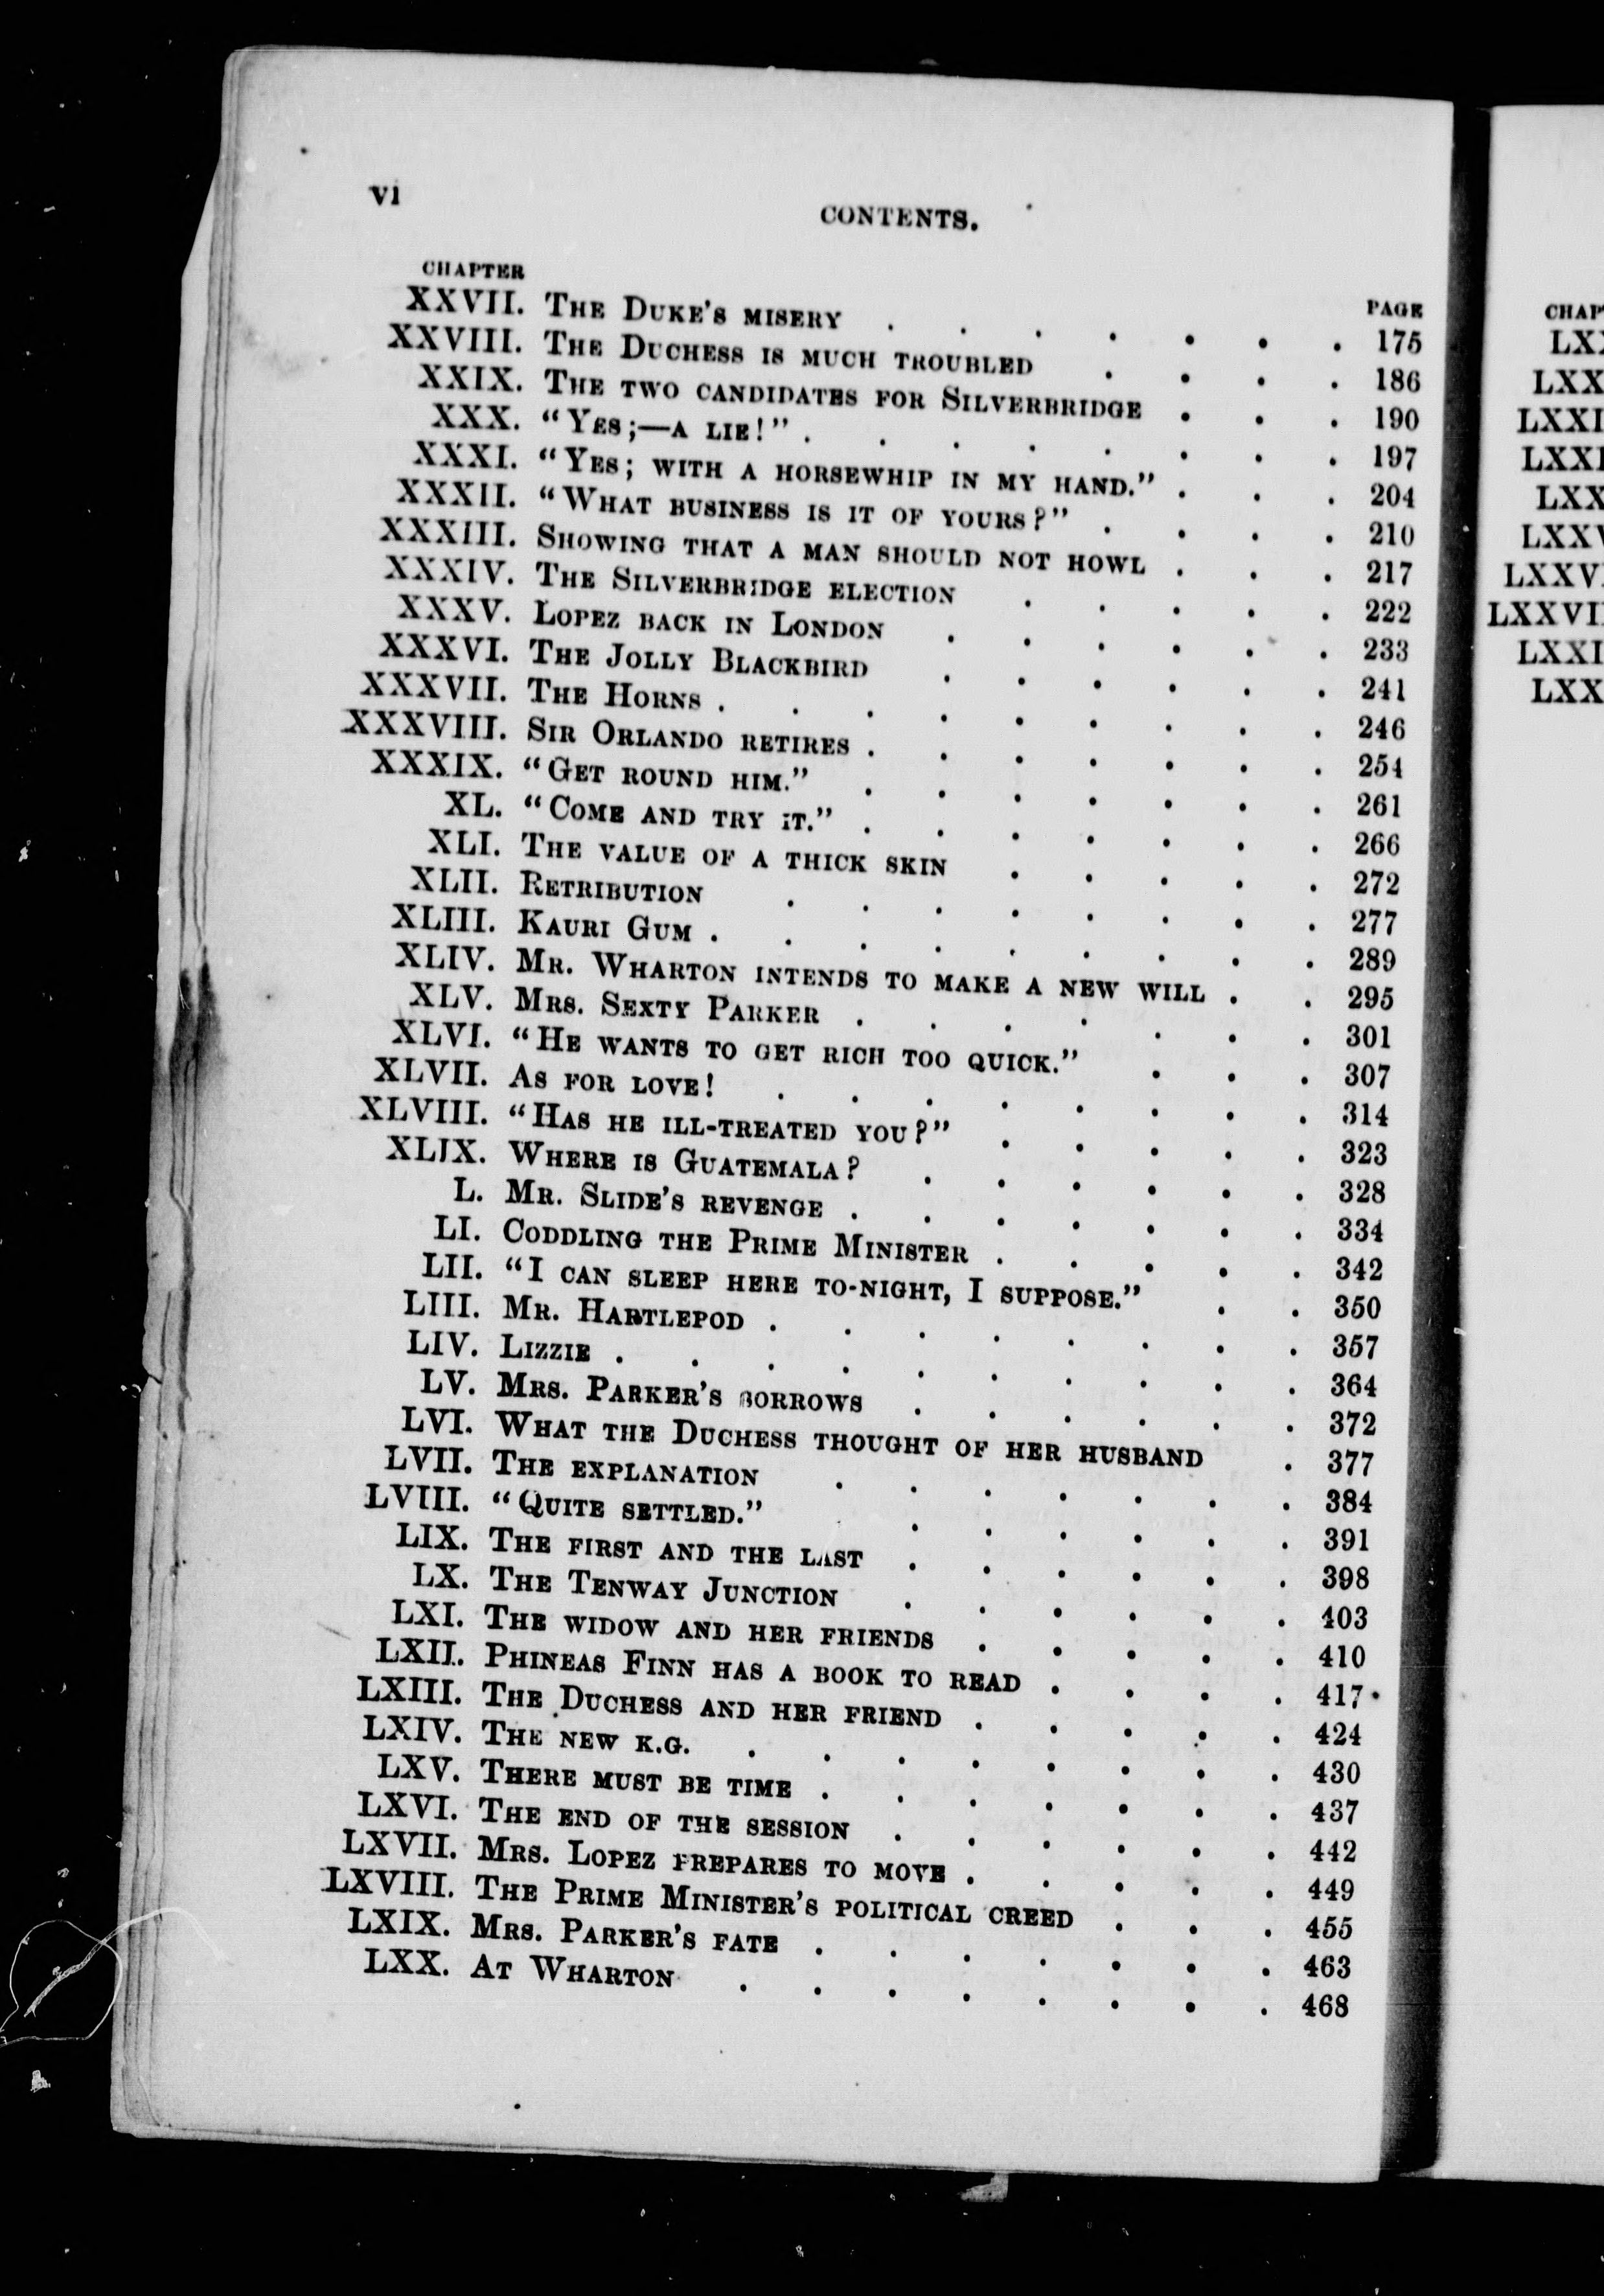 vi
CONTENTS.
CHAPTER PAGE
XXVII. THE DUKE'S MISERY . . . . . . . 175
XXVIII. THE DUCHESS IS MUCH TROUBLED . . . . 186
XXIX. THE TWO CANDIDATES FOR SILVERBRIDGE . . . 190
XXX. "YES;—A LIE!" . . . . . . . . 197
XXXI. "YES; WITH A HORSEWHIP IN MY HAND." . . . 204
XXXII. "WHAT BUSINESS IS IT OF YOURS?" . . . . 210
XXXIII. SHOWING THAT A MAN SHOULD NOT HOWL . . . 217
XXXIV. THE SILVERBRIDGE ELECTION . . . . . 222
XXXV. LOPEZ BACK IN LONDON . . . . . . 233
XXXVI. THE JOLLY BLACKBIRD . . . . . . 241
XXXVII. THE HORNS . . . . . . . . . 246
XXXVIII. SIR ORLANDO RETIRES . . . . . . . 254
XXXIX. "GET ROUND HIM." . . . . . . . 261
XL. "COME AND TRY IT." . . . . . . . 266
XLI. THE VALUE OF A THICK SKIN . . . . . 272
XLII. RETRIBUTION . . . . . . . . 277
XLIII. KAURI GUM . . . . . . . . . 289
XLIV. MR. WHARTON INTENDS TO MAKE A NEW WILL . . 295
XLV. MRS. SEXTY PARKER . . . . . . . 301
XLVI. "HE WANTS TO GET RICH TOO QUICK." . . . 307
XLVII. AS FOR LOVE! . . . . . . . . 314
XLVIII. "HAS HE ILL-TREATED YOU?" . . . . . 323
XLIX. WHERE IS GUATEMALA? . . . . . . 328
L. MR. SLIDE'S REVENGE . . . . . . . 334
LI. CODDLING THE PRIME MINISTER . . . . . 342
LII. "I CAN SLEEP HERE TO-NIGHT, I SUPPOSE." . . 350
LIII. MR. HARTLEPOD . . . . . . . . 357
LIV. LIZZIE . . . . . . . . . . 364
LV. MRS. PARKER'S SORROWS . . . . . . 372
LVI. WHAT THE DUCHESS THOUGHT OF HER HUSBAND . 377
LVII. THE EXPLANATION . . . . . . . 384
LVIII. "QUITE SETTLED." . . . . . . 391
LIX. THE FIRST AND THE LAST . . . . . . 398
LX. THE TENWAY JUNCTION . . . . . . 403
LXI. THE WIDOW AND HER FRIENDS . . . . . 410
LXII. PHINEAS FINN HAS A BOOK TO READ . . . . 417
LXIII. THE DUCHESS AND HER FRIEND . . . . . 424
LXIV. THE NEW K.G. . . . . . . . . 430
LXV. THERE MUST BE TIME . . . . . . . 437
LXVI. THE END OF THE SESSION . . . . . . 442
LXVII. MRS. LOPEZ PREPARES TO MOVE . . . . . 449
LXVIII. THE PRIME MINISTER'S POLITICAL CREED . . . 455
LXIX. MRS. PARKER'S FATE . . . . . . . 463
LXX. AT WHARTON . . . . . . . . 468